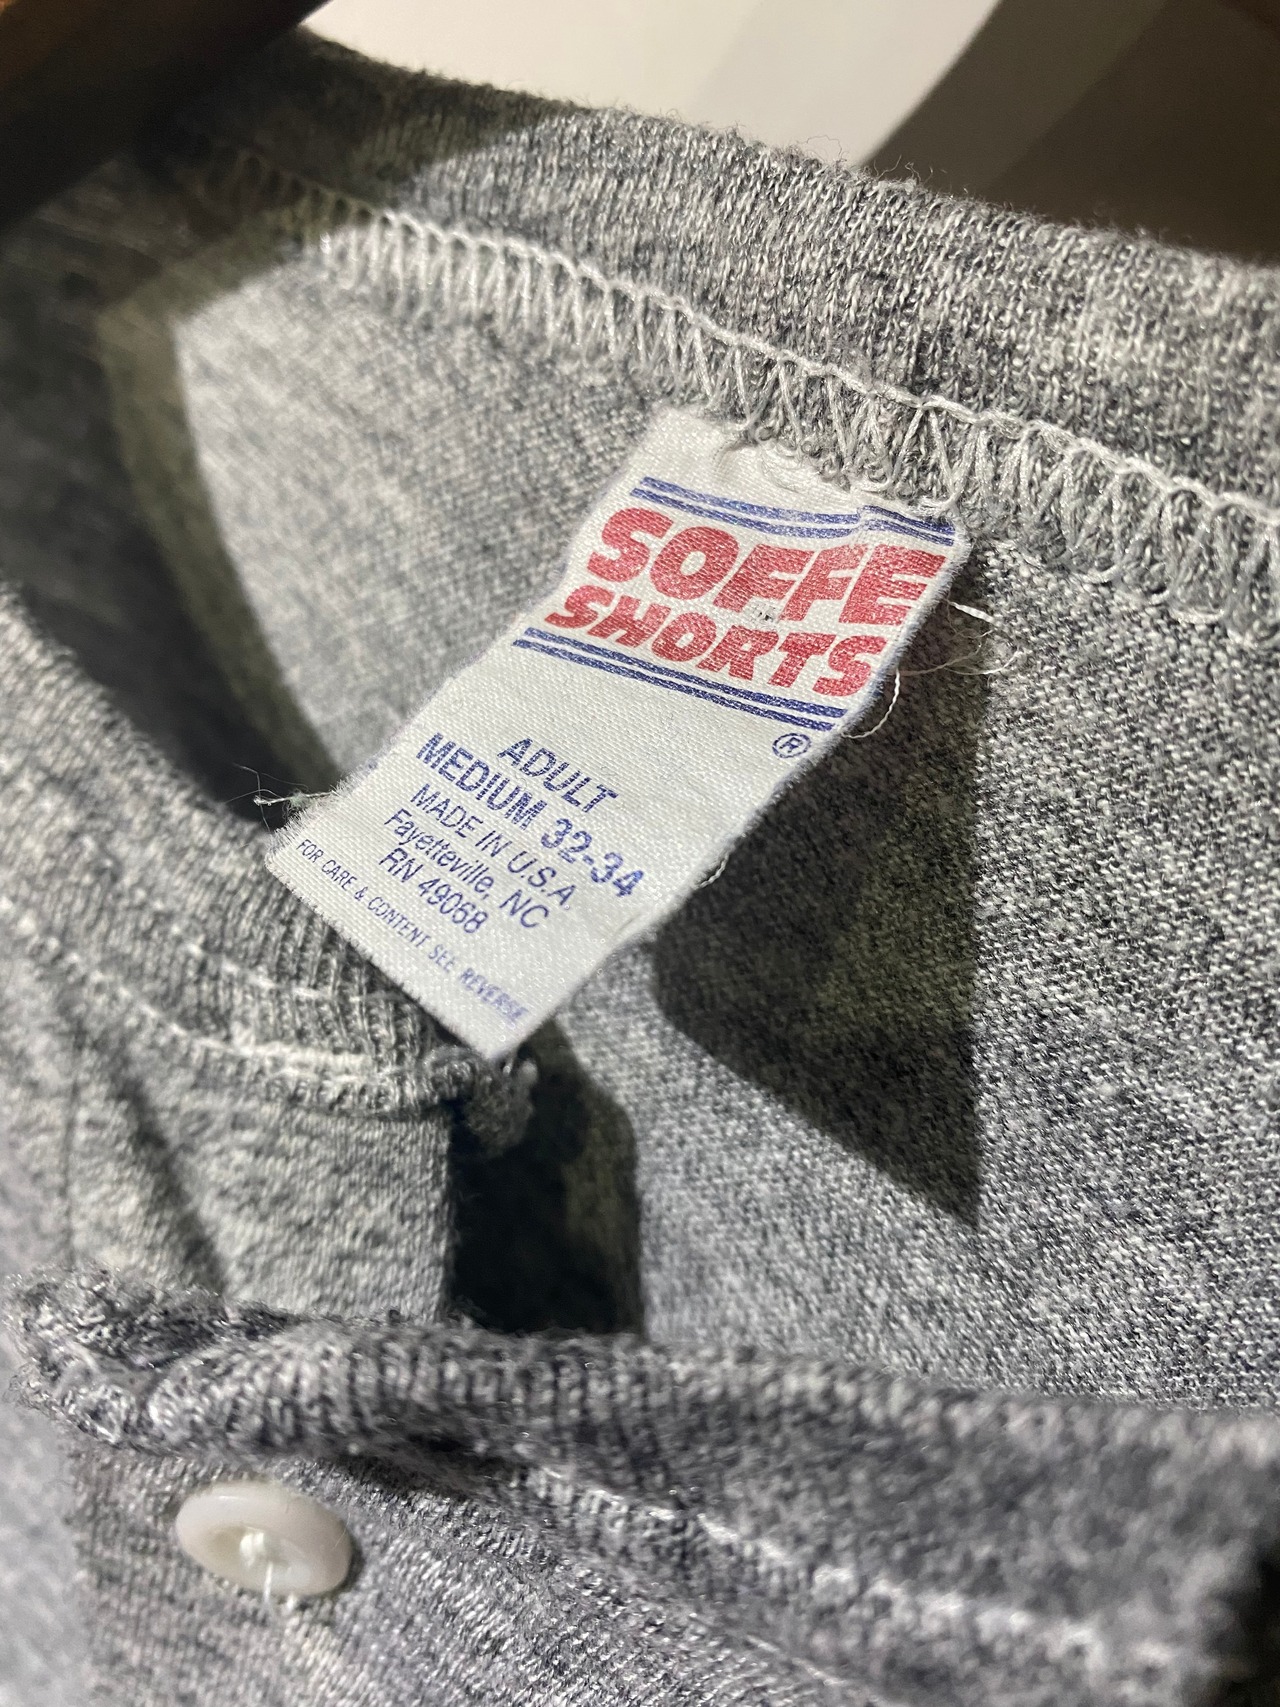 SOFFE
SHORTS
®
ADULT
MEDIUM 32-34
MADE IN U.S.A.
Fayetteville, NC
RN 49068
FOR CARE & CONTENT SEE REVERSE